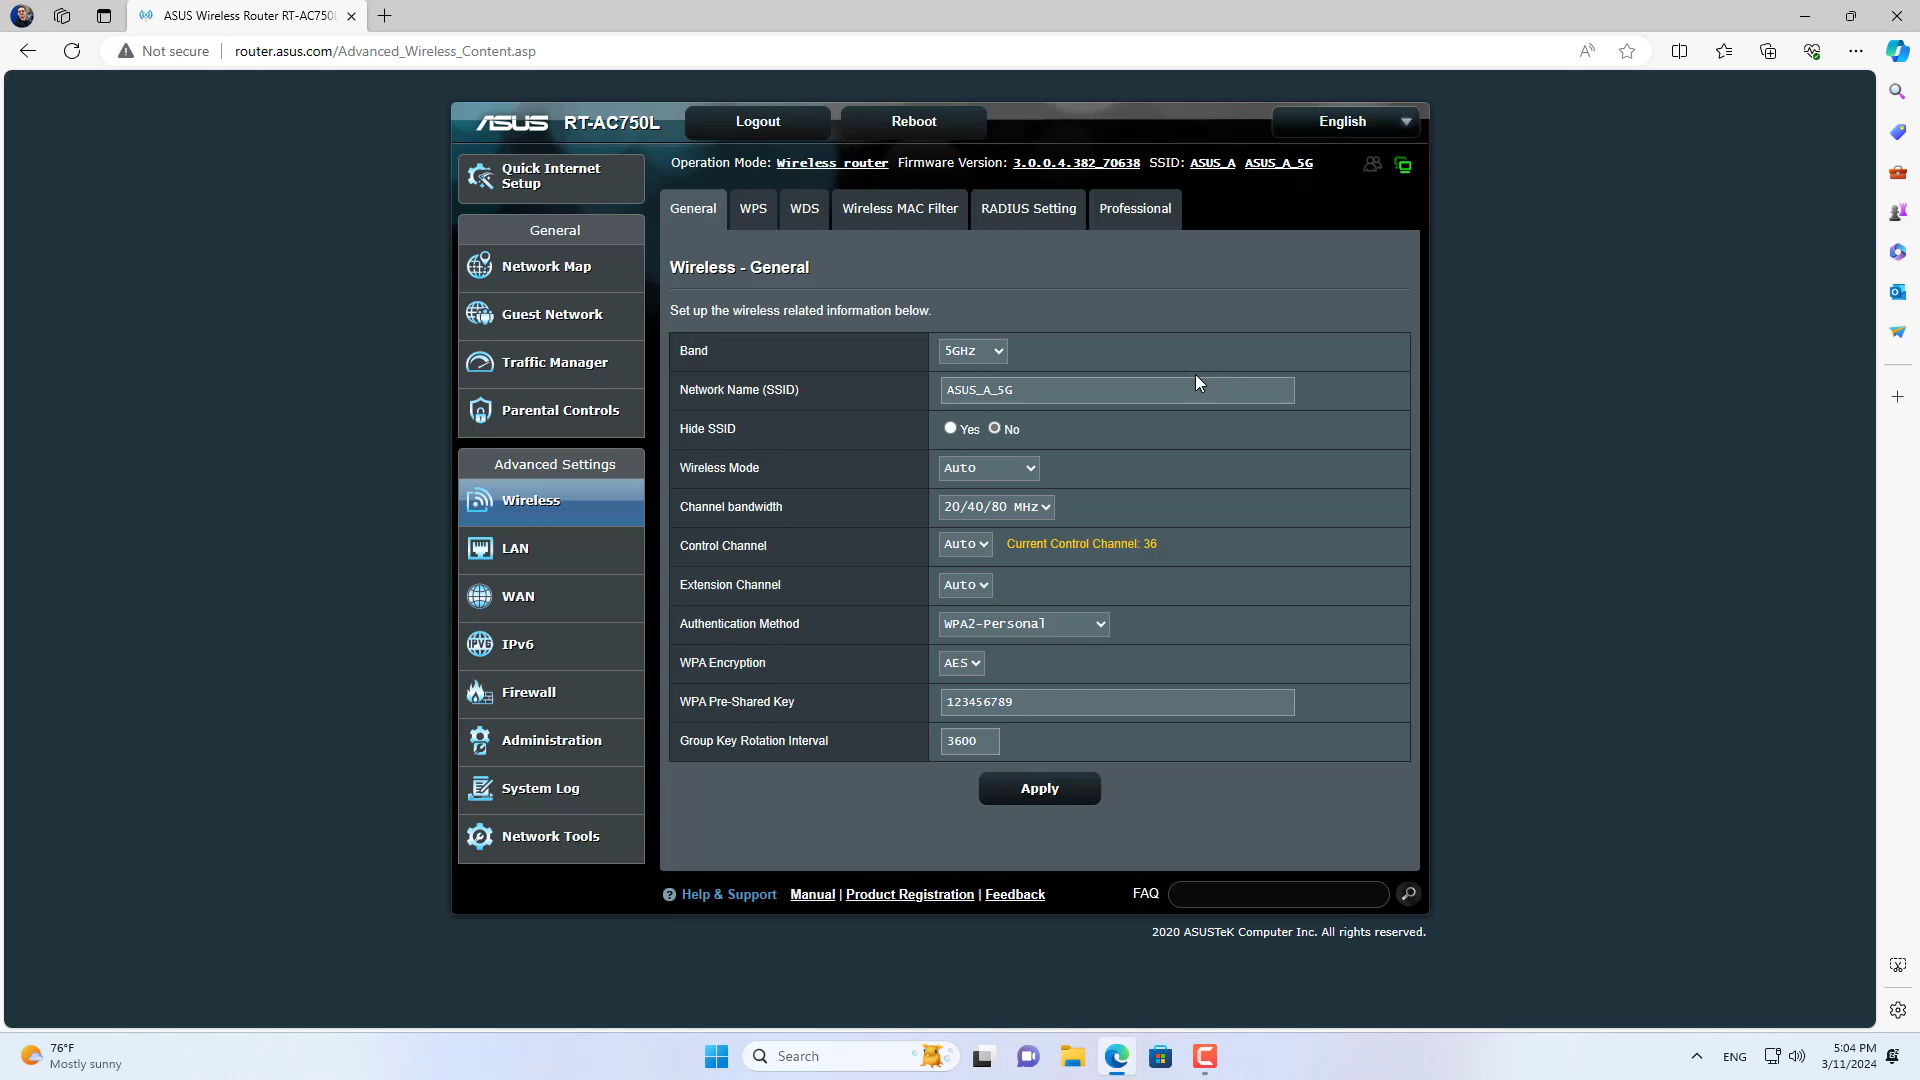 ASUS Wireless Router RT-AC750L
Not secure
router.asus.com/Advanced_Wireless_Content.asp
ASUS RT-AC750L
Logout
Reboot
English
Quick Internet
Setup
Operation Mode: Wireless router Firmware Version: 3.0.0.4.382_70638 SSID: ASUS_A ASUS_A_5G
General
WPS
WDS
Wireless MAC Filter
RADIUS Setting
Professional
General
Network Map
Guest Network
Traffic Manager
Parental Controls
Advanced Settings
Wireless
LAN
WAN
IPv6
Firewall
Administration
System Log
Network Tools
Wireless - General
Set up the wireless related information below.
Band 5GHz
Network Name (SSID) ASUS_A_5G
Hide SSID Yes No
Wireless Mode Auto
Channel bandwidth 20/40/80 MHz
Control Channel Auto Current Control Channel: 36
Extension Channel Auto
Authentication Method WPA2-Personal
WPA Encryption AES
WPA Pre-Shared Key 123456789
Group Key Rotation Interval 3600
Apply
Help & Support Manual | Product Registration | Feedback FAQ
2020 ASUSTeK Computer Inc. All rights reserved.
76°F
Mostly sunny
Search
ENG
5:04 PM
3/11/2024